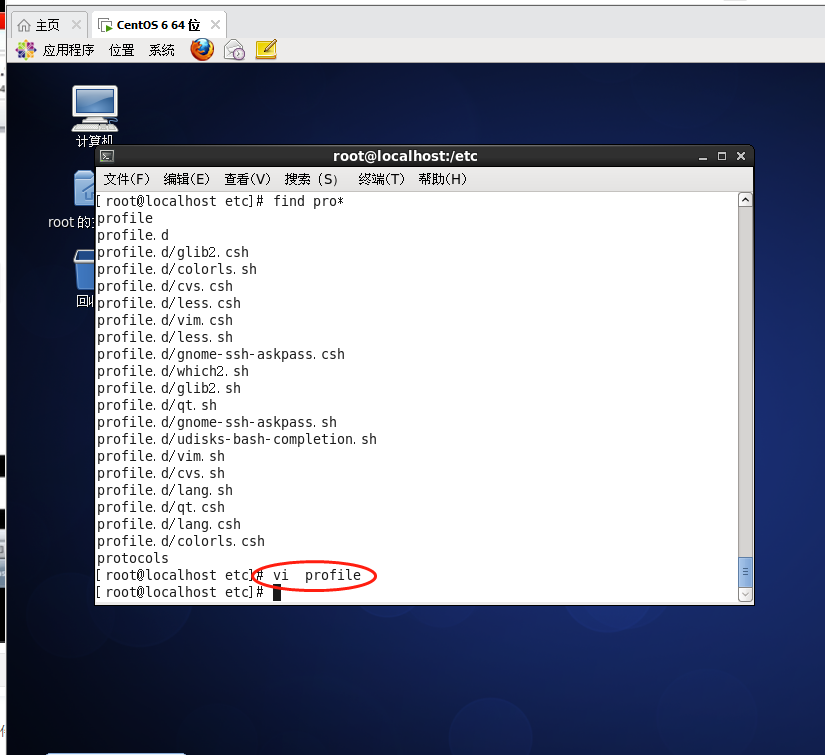 主页
CentOS 6 64 位
应用程序 位置 系统
计算机
root@localhost:/etc
文件(F) 编辑(E) 查看(V) 搜索 (S) 终端(T) 帮助(H)
[root@localhost etc]# find pro*
profile
profile.d
profile.d/glib2.csh
profile.d/colorls.sh
profile.d/cvs.csh
profile.d/less.csh
profile.d/vim.csh
profile.d/less.sh
profile.d/gnome-ssh-askpass.csh
profile.d/which2.sh
profile.d/glib2.sh
profile.d/qt.sh
profile.d/gnome-ssh-askpass.sh
profile.d/udisks-bash-completion.sh
profile.d/vim.sh
profile.d/cvs.sh
profile.d/lang.sh
profile.d/qt.csh
profile.d/lang.csh
profile.d/colorls.csh
protocols
[root@localhost etc]# vi  profile
[root@localhost etc]#
root 的
回